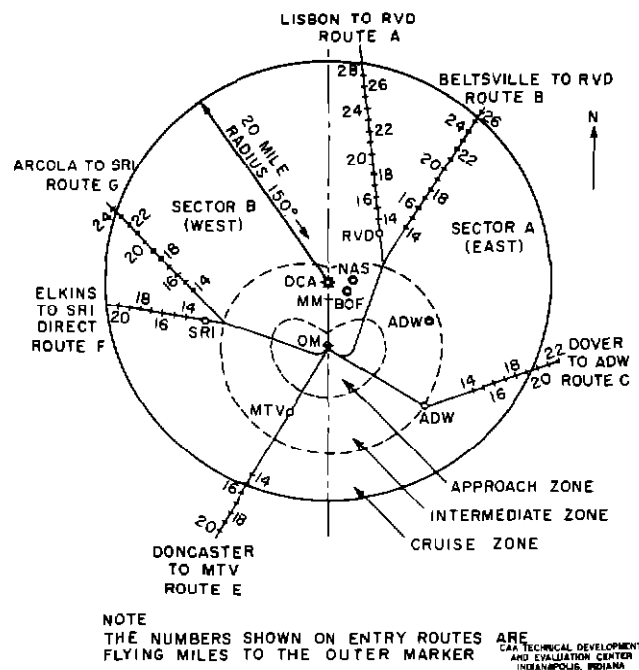 LISBON TO RVD
ROUTE A
BELTSVILLE TO RVD
ROUTE B
N
28
26
24
22
20
18
16
14
RVD
26
24
22
20
18
16
14
20 MILE
RADIUS 150°
ARCOLA TO SRI
ROUTE G
24
22
20
18
16
14
SECTOR B
(WEST)
SECTOR A
(EAST)
DCA
NAS
MM
BOF
ADW
ELKINS
TO SRI
DIRECT
ROUTE F
20
18
16
14
SRI
OM
DOVER
TO ADW
ROUTE C
22
20
18
16
14
ADW
MTV
14
16
18
20
DONCASTER
TO MTV
ROUTE E
APPROACH ZONE
INTERMEDIATE ZONE
CRUISE ZONE
NOTE
THE NUMBERS SHOWN ON ENTRY ROUTES ARE
FLYING MILES TO THE OUTER MARKER
CAA TECHNICAL DEVELOPMENT
AND EVALUATION CENTER
INDIANAPOLIS, INDIANA